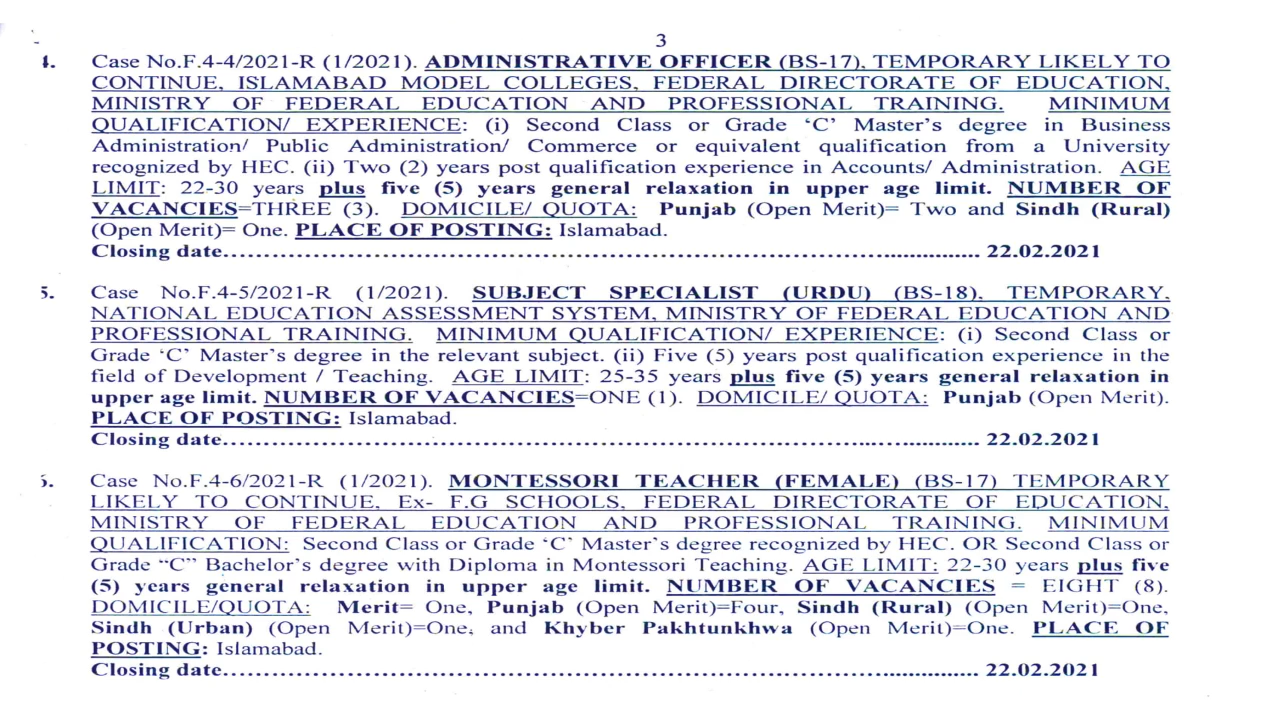 3
4. Case No.F.4-4/2021-R (1/2021). ADMINISTRATIVE OFFICER (BS-17), TEMPORARY LIKELY TO
CONTINUE, ISLAMABAD MODEL COLLEGES, FEDERAL DIRECTORATE OF EDUCATION,
MINISTRY OF FEDERAL EDUCATION AND PROFESSIONAL TRAINING. MINIMUM
QUALIFICATION/ EXPERIENCE: (i) Second Class or Grade ‘C’ Master’s degree in Business
Administration/ Public Administration/ Commerce or equivalent qualification from a University
recognized by HEC. (ii) Two (2) years post qualification experience in Accounts/ Administration. AGE
LIMIT: 22-30 years plus five (5) years general relaxation in upper age limit. NUMBER OF
VACANCIES=THREE (3). DOMICILE/ QUOTA: Punjab (Open Merit)= Two and Sindh (Rural)
(Open Merit)= One. PLACE OF POSTING: Islamabad.
Closing date........................................................................................................ 22.02.2021
5. Case No.F.4-5/2021-R (1/2021). SUBJECT SPECIALIST (URDU) (BS-18), TEMPORARY,
NATIONAL EDUCATION ASSESSMENT SYSTEM, MINISTRY OF FEDERAL EDUCATION AND
PROFESSIONAL TRAINING. MINIMUM QUALIFICATION/ EXPERIENCE: (i) Second Class or
Grade ‘C’ Master’s degree in the relevant subject. (ii) Five (5) years post qualification experience in the
field of Development / Teaching. AGE LIMIT: 25-35 years plus five (5) years general relaxation in
upper age limit. NUMBER OF VACANCIES=ONE (1). DOMICILE/ QUOTA: Punjab (Open Merit).
PLACE OF POSTING: Islamabad.
Closing date........................................................................................................ 22.02.2021
Case No.F.4-6/2021-R (1/2021). MONTESSORI TEACHER (FEMALE) (BS-17) TEMPORARY
LIKELY TO CONTINUE, Ex- F.G SCHOOLS, FEDERAL DIRECTORATE OF EDUCATION,
MINISTRY OF FEDERAL EDUCATION AND PROFESSIONAL TRAINING. MINIMUM
QUALIFICATION: Second Class or Grade ‘C’ Master’s degree recognized by HEC. OR Second Class or
Grade “C” Bachelor’s degree with Diploma in Montessori Teaching. AGE LIMIT: 22-30 years plus five
(5) years general relaxation in upper age limit. NUMBER OF VACANCIES = EIGHT (8).
DOMICILE/QUOTA: Merit= One, Punjab (Open Merit)=Four, Sindh (Rural) (Open Merit)=One,
Sindh (Urban) (Open Merit)=One, and Khyber Pakhtunkhwa (Open Merit)=One. PLACE OF
POSTING: Islamabad.
Closing date........................................................................................................ 22.02.2021